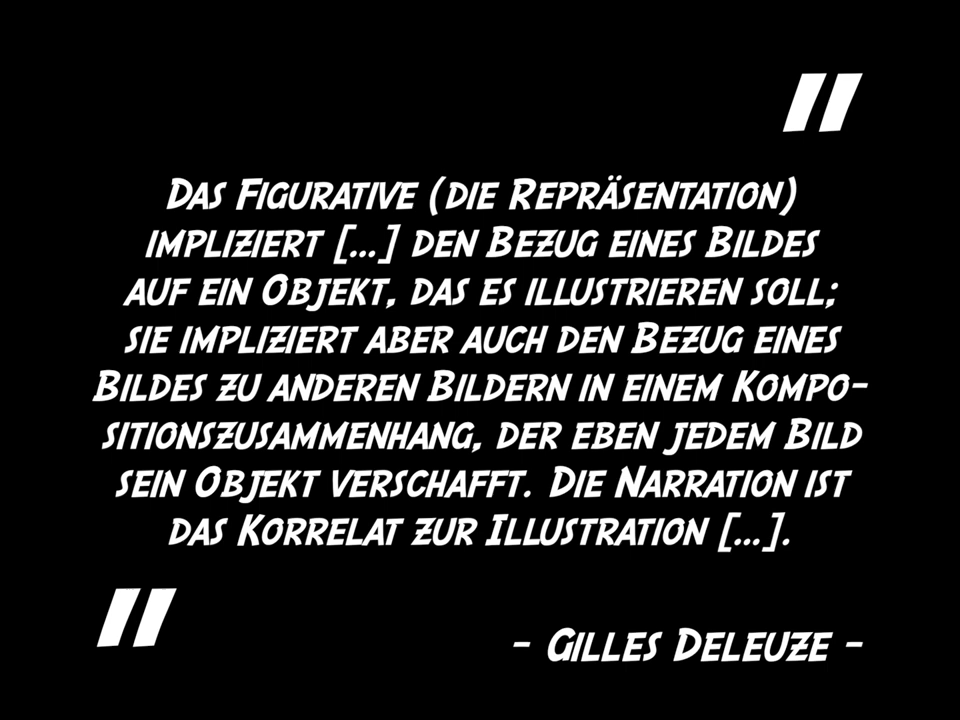 "
Das Figurative (die Repräsentation)
impliziert [...] den Bezug eines Bildes
auf ein Objekt, das es illustrieren soll;
sie impliziert aber auch den Bezug eines
Bildes zu anderen Bildern in einem Kompo-
sitionszusammenhang, der eben jedem Bild
sein Objekt verschafft. Die Narration ist
das Korrelat zur Illustration [...].
"
- Gilles Deleuze -